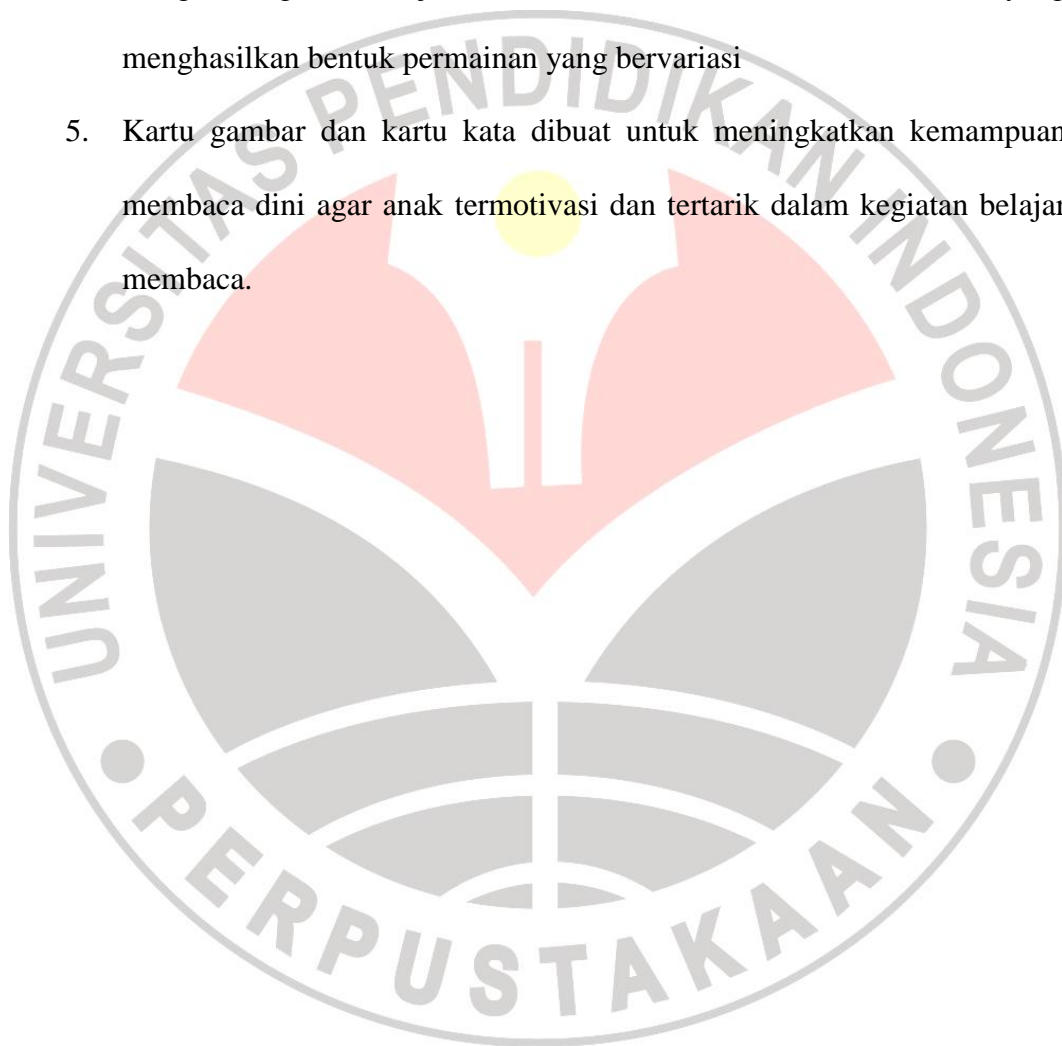 menghasilkan bentuk permainan yang bervariasi
5. Kartu gambar dan kartu kata dibuat untuk meningkatkan kemampuan
membaca dini agar anak termotivasi dan tertarik dalam kegiatan belajar
membaca.
UNIVERSITAS PENDIDIKAN INDONESIA
PERPUSTAKAAN